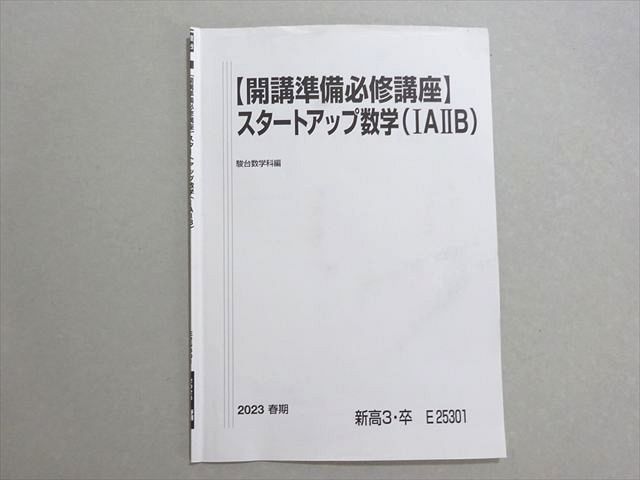 【開講準備必修講座】
スタートアップ数学(ⅠAⅡB)
駿台数学科編
2023 春期
新高3・卒 E25301